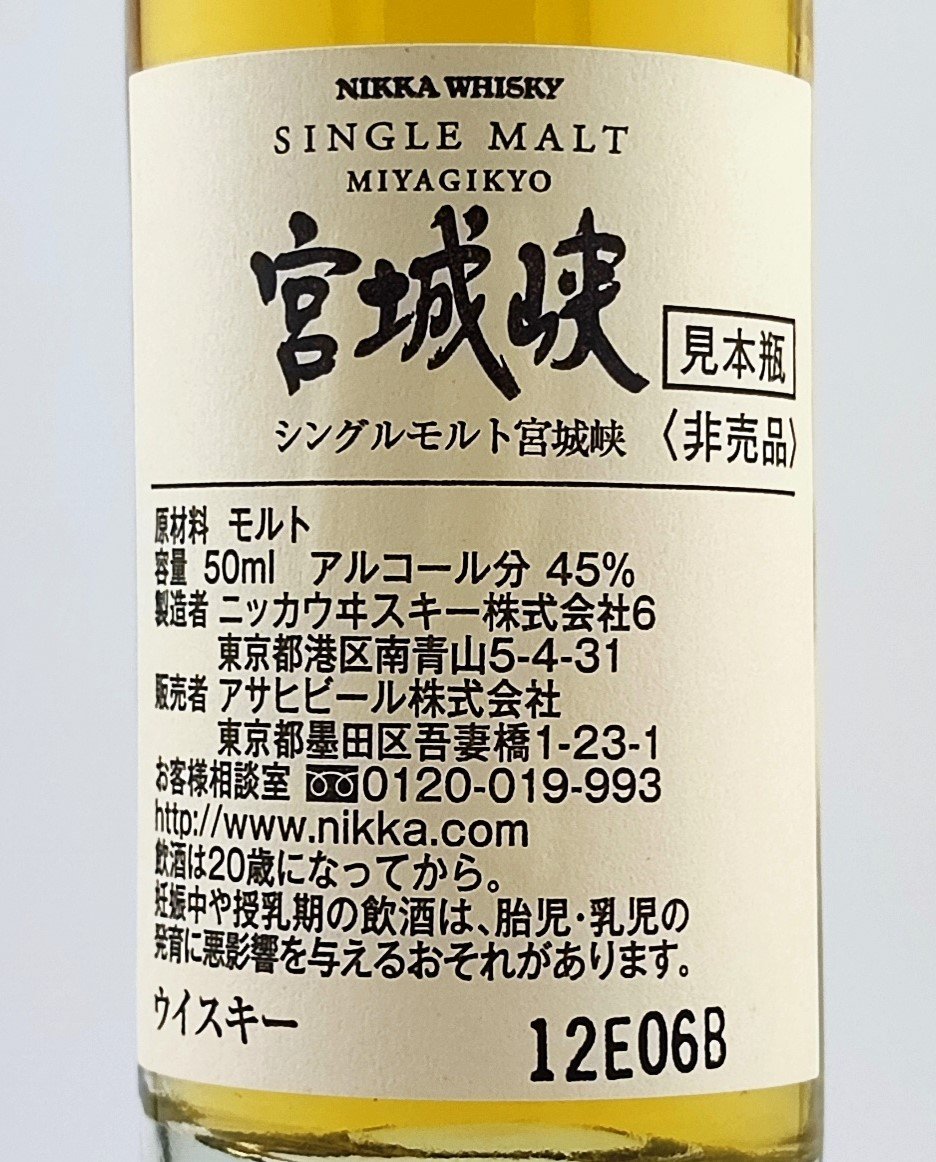 NIKKA WHISKY
SINGLE MALT
MIYAGIKYO
宮城峡
見本瓶
シングルモルト宮城峡
〈非売品〉
原材料 モルト
容量 50ml アルコール分 45%
製造者 ニッカウヰスキー株式会社6
東京都港区南青山5-4-31
販売者 アサヒビール株式会社
東京都墨田区吾妻橋1-23-1
お客様相談室 0120-019-993
http://www.nikka.com
飲酒は20歳になってから。
妊娠中や授乳期の飲酒は、胎児・乳児の
発育に悪影響を与えるおそれがあります。
ウイスキー
12E06B